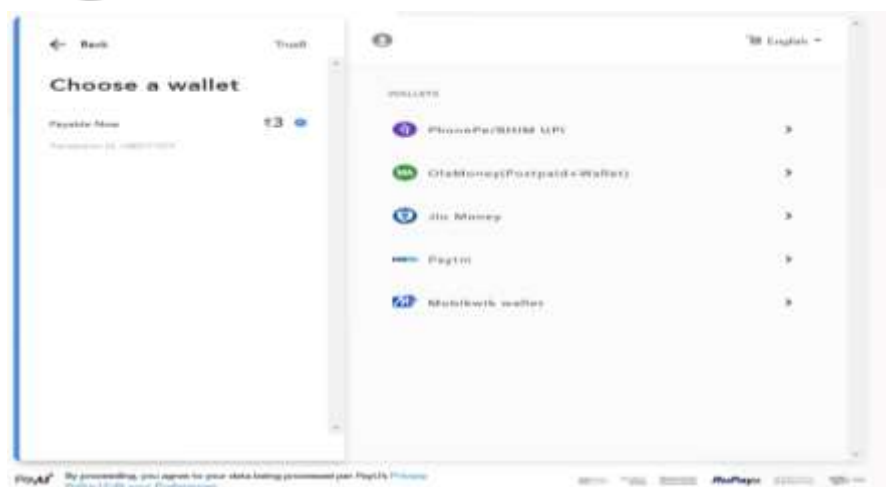 ← Back
Choose a wallet
Payable Now ₹3
English
WALLETS
PhonePe/BHIM UPI
OlaMoney(Postpaid+Wallet)
Jio Money
Paytm
Mobikwik wallet
PayU By proceeding, you agree to your data being processed per PayU's Privacy
RuPay